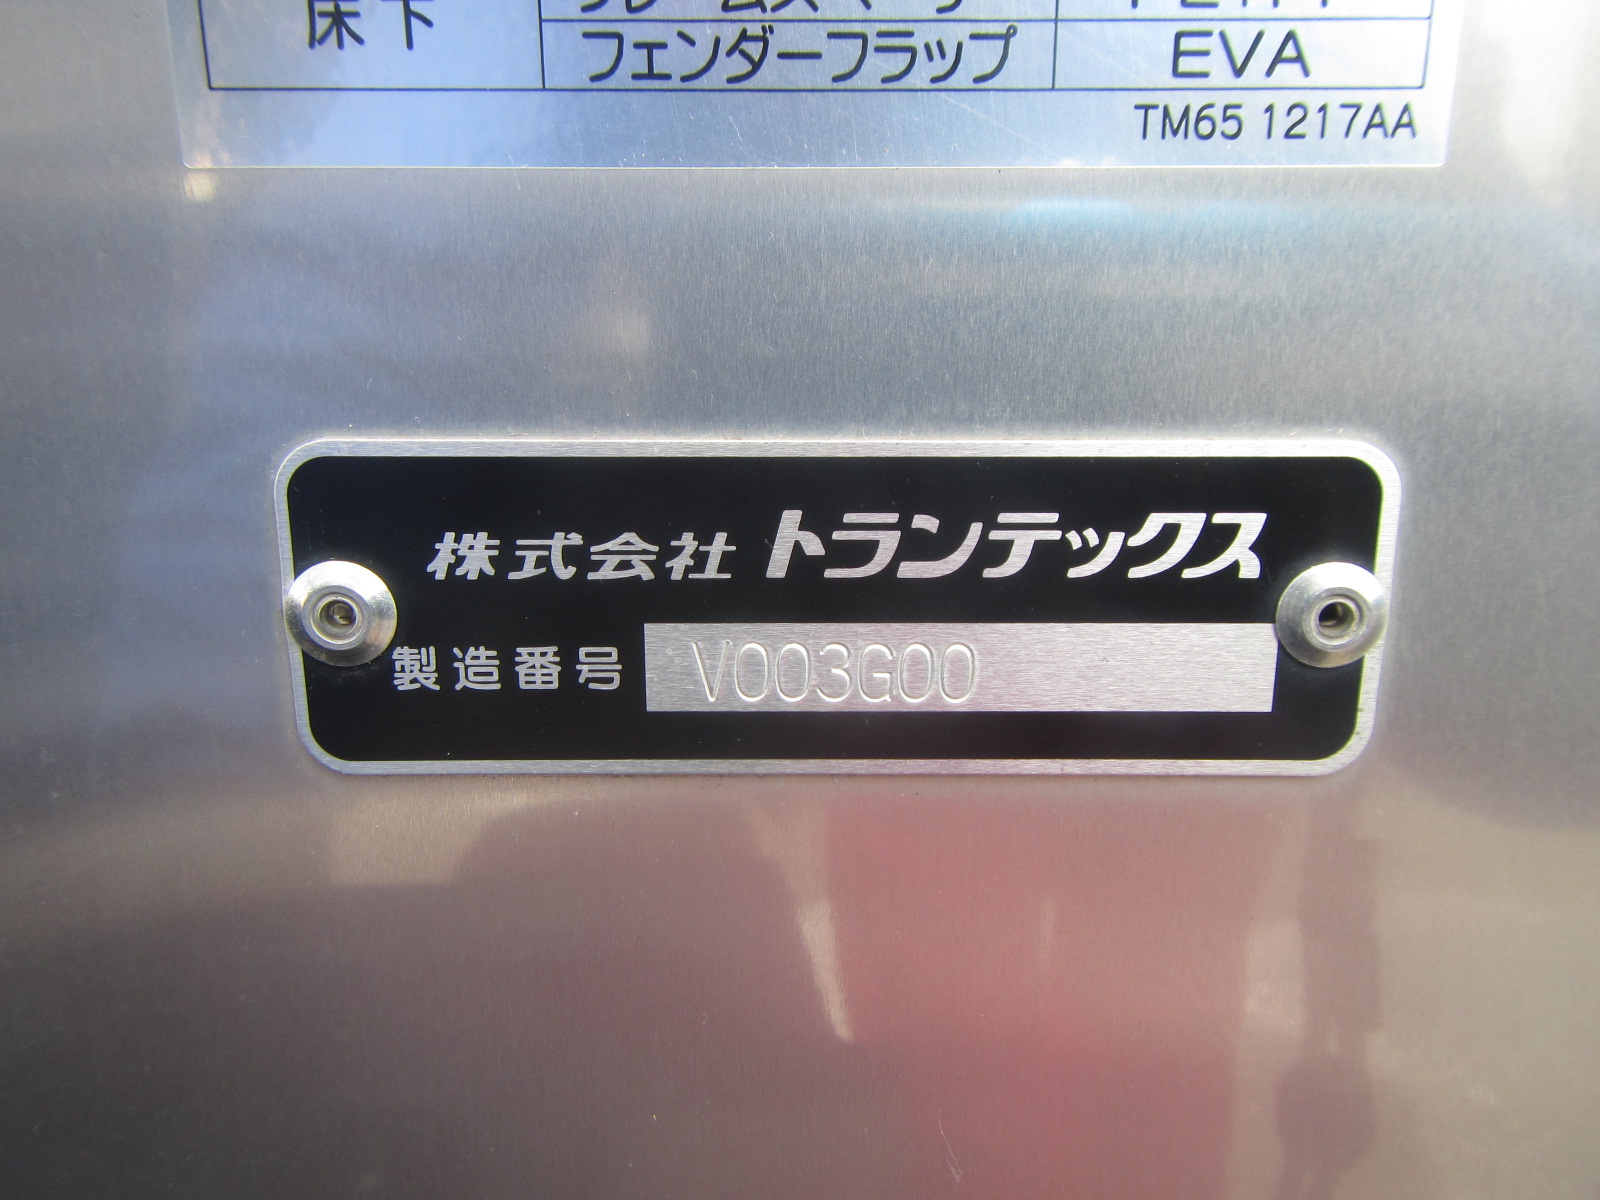 床下
フェンダーフラップ EVA
TM65 1217AA
株式会社 トランテックス
製造番号 V003G00